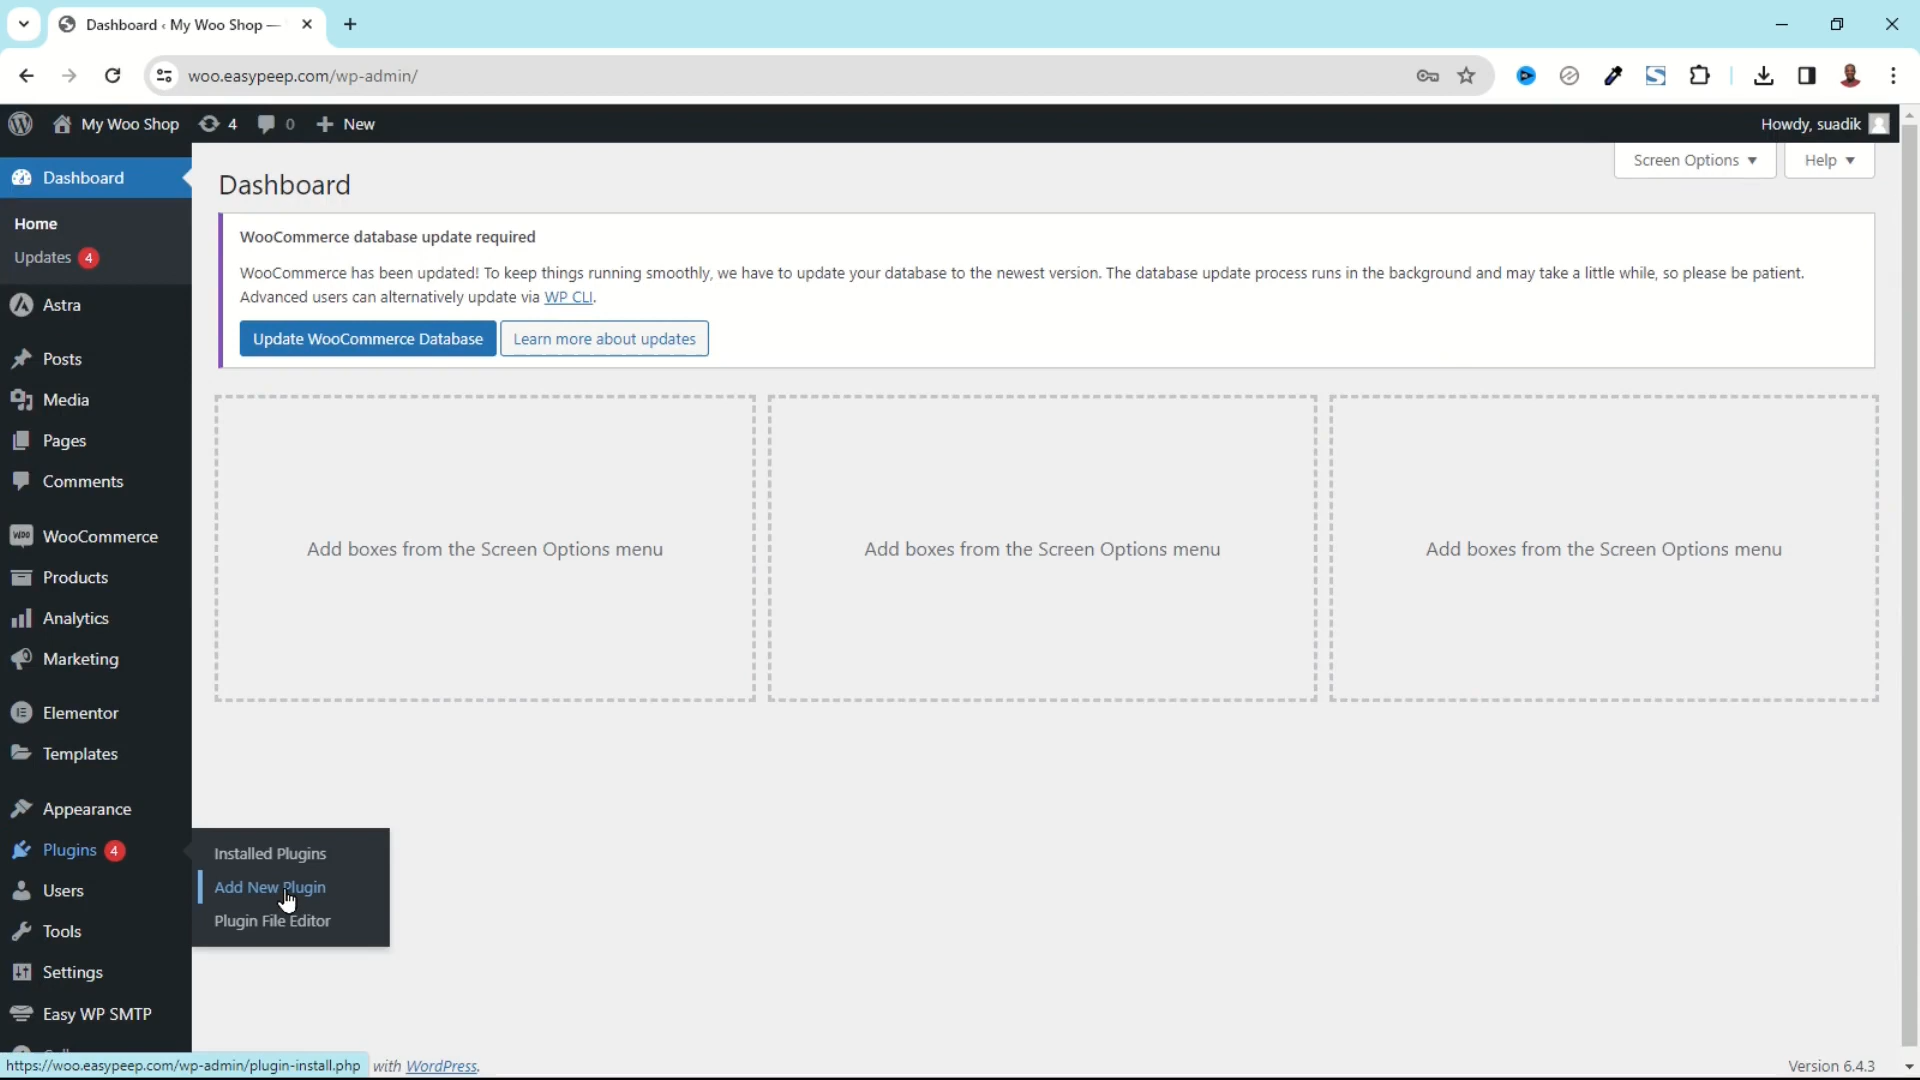 Dashboard ‹ My Woo Shop —
woo.easypeep.com/wp-admin/
My Woo Shop
4
0
New
Howdy, suadik
Screen Options
Help
Dashboard
Home
Updates 4
Astra
Posts
Media
Pages
Comments
WooCommerce
Products
Analytics
Marketing
Elementor
Templates
Appearance
Plugins 4
Users
Tools
Settings
Easy WP SMTP
Installed Plugins
Add New Plugin
Plugin File Editor
Dashboard
WooCommerce database update required
WooCommerce has been updated! To keep things running smoothly, we have to update your database to the newest version. The database update process runs in the background and may take a little while, so please be patient.
Advanced users can alternatively update via WP CLI.
Update WooCommerce Database
Learn more about updates
Add boxes from the Screen Options menu
Add boxes from the Screen Options menu
Add boxes from the Screen Options menu
https://woo.easypeep.com/wp-admin/plugin-install.php
with WordPress.
Version 6.4.3